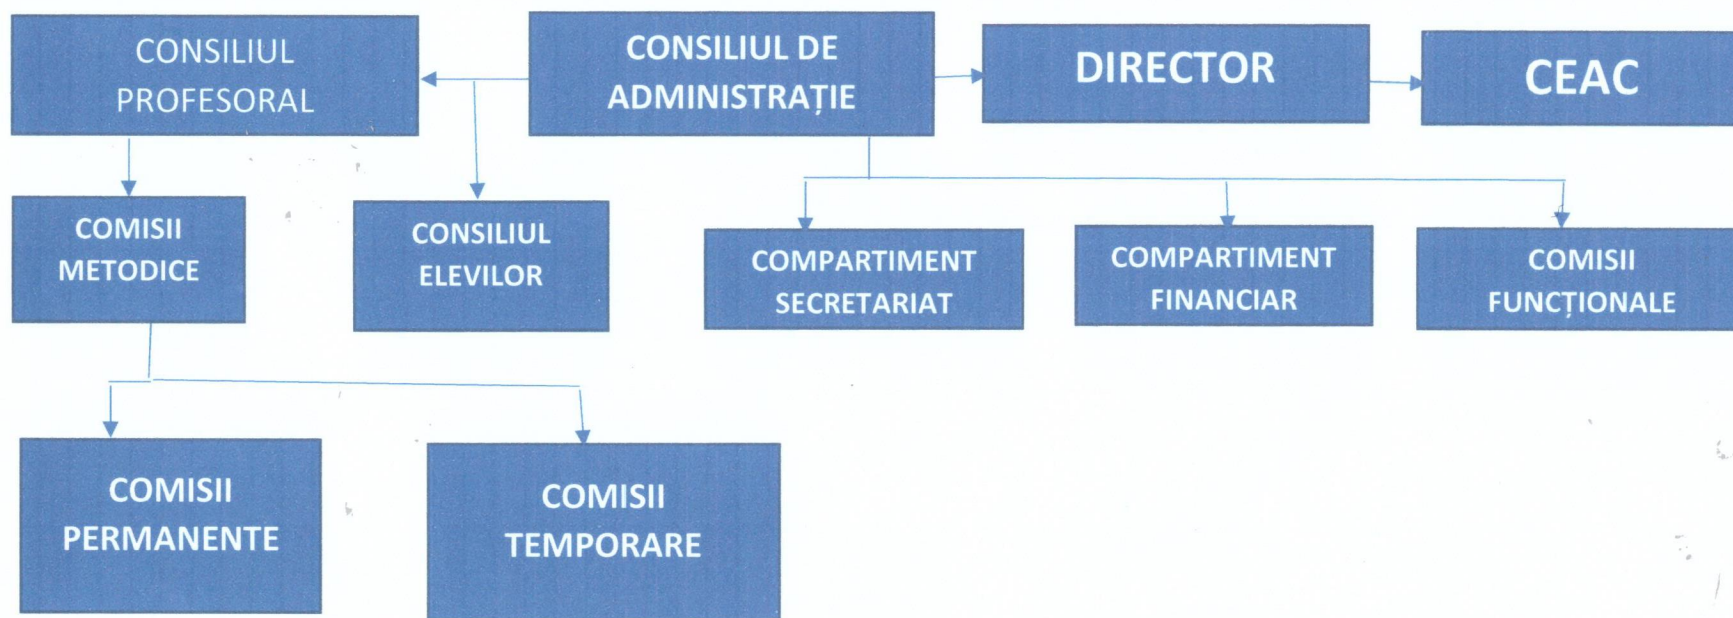 CONSILIUL
PROFESORAL
CONSILIUL DE
ADMINISTRAȚIE
DIRECTOR
CEAC
COMISII
METODICE
CONSILIUL
ELEVILOR
COMPARTIMENT
SECRETARIAT
COMPARTIMENT
FINANCIAR
COMISII
FUNCȚIONALE
COMISII
PERMANENTE
COMISII
TEMPORARE